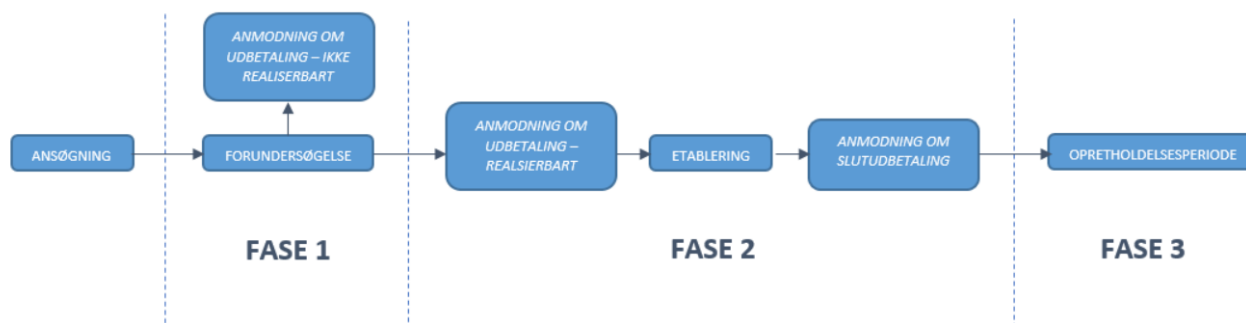 ANMODNING OM
UDBETALING – IKKE
REALISERBART
ANSØGNING
FORUNDERSØGELSE
ANMODNING OM
UDBETALING –
REALSIERBART
ETABLERING
ANMODNING OM
SLUTUDBETALING
OPRETHOLDELSESPERIODE
FASE 1
FASE 2
FASE 3